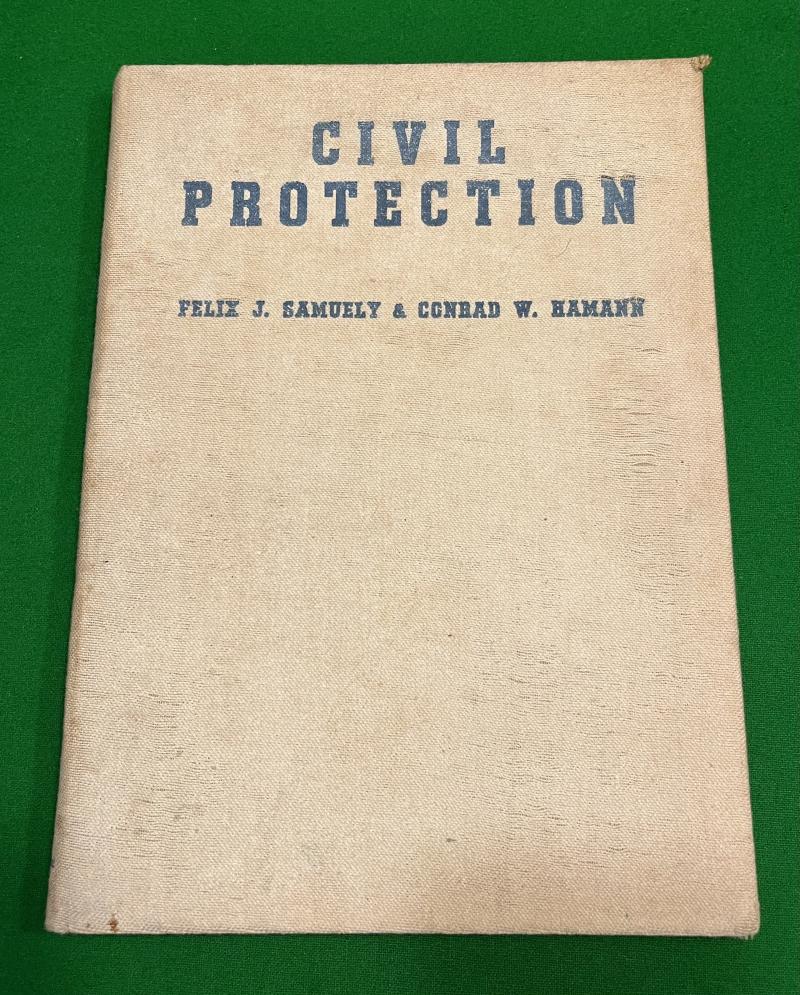 CIVIL
PROTECTION
FELIX J. SAMUELY & CONRAD W. HAMANN